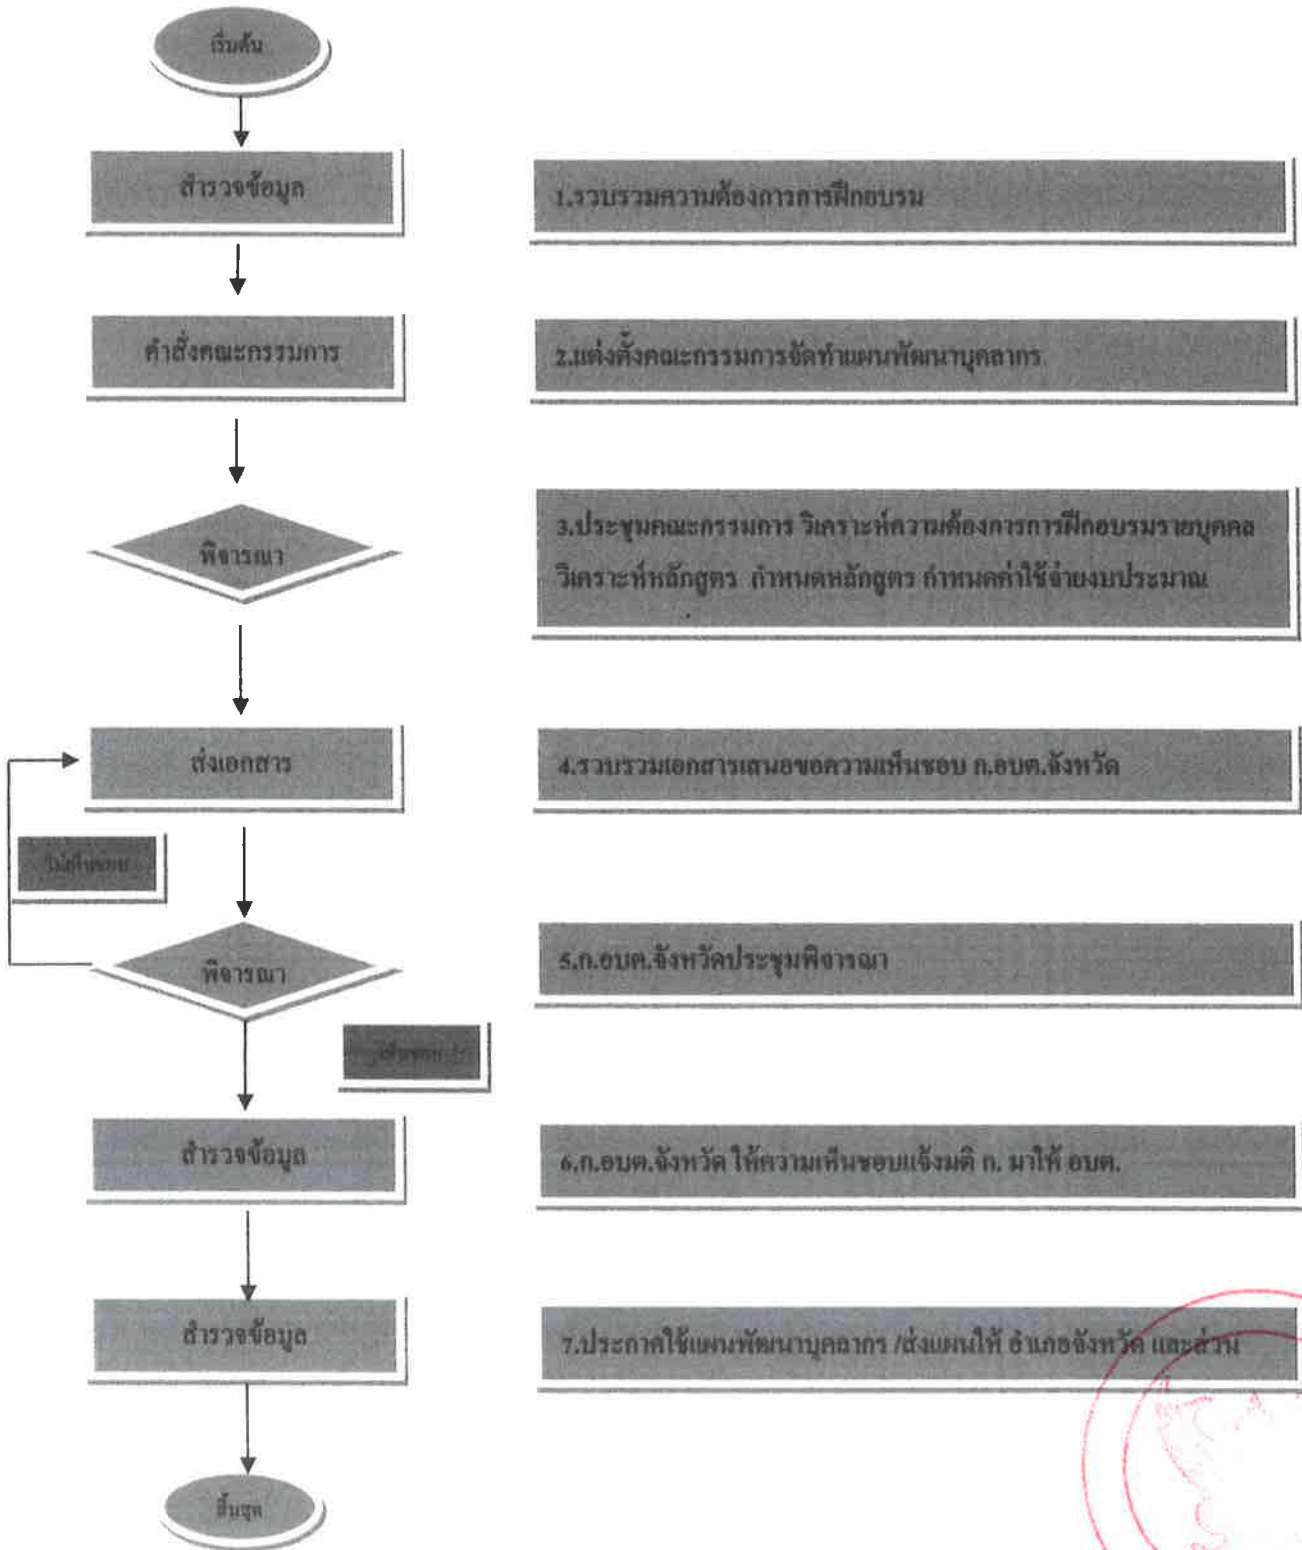 เริ่มต้น
สำรวจข้อมูล
1.รวบรวมความต้องการการฝึกอบรม
คำสั่งคณะกรรมการ
2.แต่งตั้งคณะกรรมการจัดทำแผนพัฒนาบุคลากร
พิจารณา
3.ประชุมคณะกรรมการ วิเคราะห์ความต้องการการฝึกอบรมรายบุคคล
วิเคราะห์หลักสูตร กำหนดหลักสูตร กำหนดค่าใช้จ่ายงบประมาณ
ส่งเอกสาร
4.รวบรวมเอกสารเสนอขอความเห็นชอบ ก.อบต.จังหวัด
ไม่เห็นชอบ
พิจารณา
5.ก.อบต.จังหวัดประชุมพิจารณา
เห็นชอบ
สำรวจข้อมูล
6.ก.อบต.จังหวัด ให้ความเห็นชอบแจ้งมติ ก. มาให้ อบต.
สำรวจข้อมูล
7.ประกาศใช้แผนพัฒนาบุคลากร /ส่งแผนให้ อำเภอจังหวัด และส่วน
สิ้นสุด